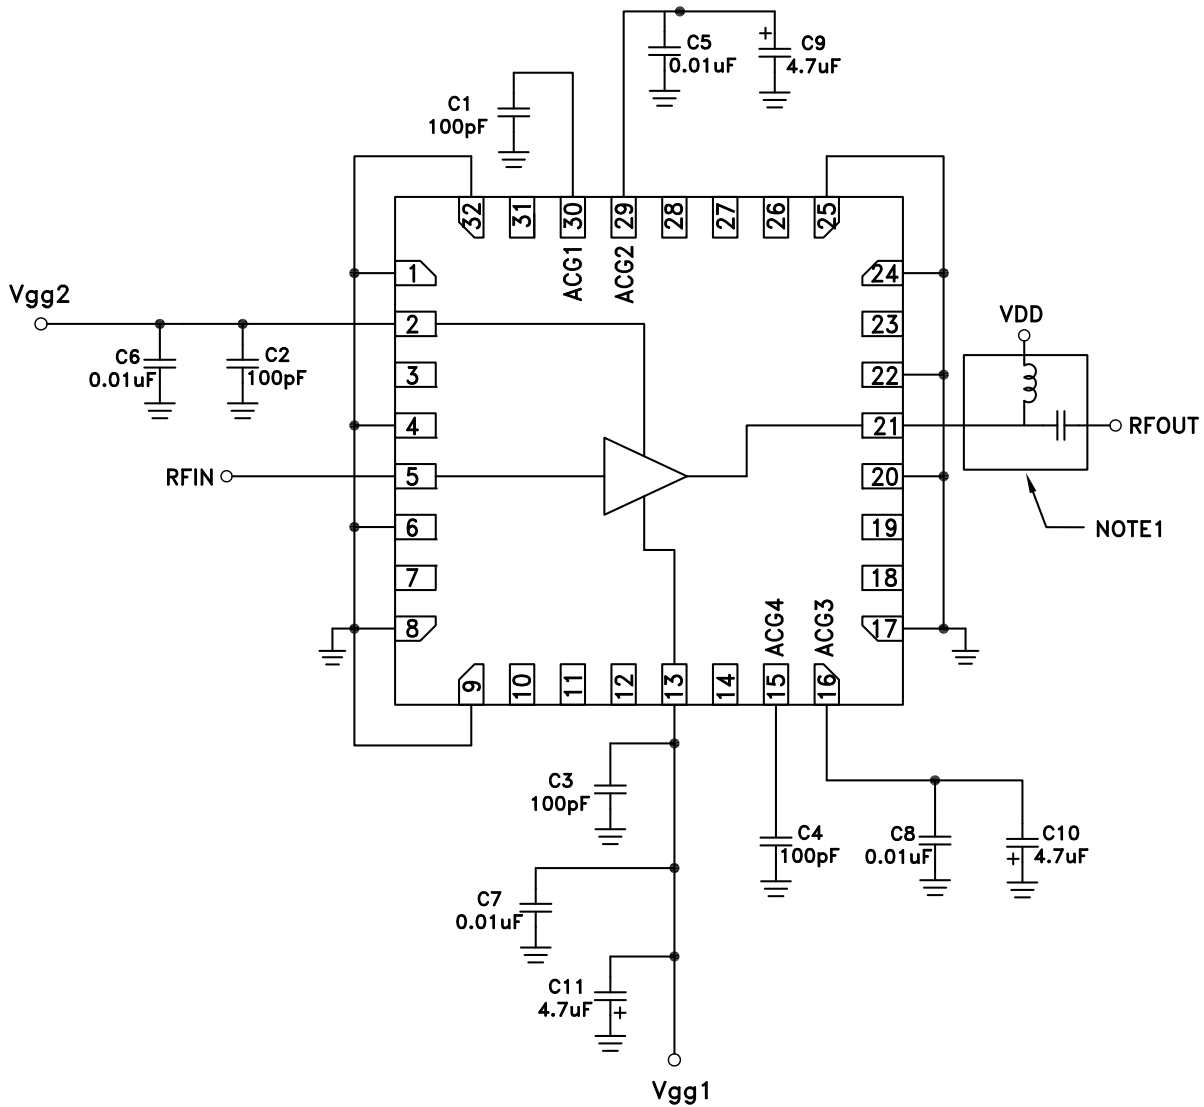 C5
0.01uF
+
C9
4.7uF
C1
100pF
32
31
30
29
28
27
26
25
ACG1
ACG2
1
2
3
4
5
6
7
8
24
23
22
21
20
19
18
17
Vgg2
C6
0.01uF
C2
100pF
RFIN
VDD
RFOUT
NOTE1
ACG4
ACG3
9
10
11
12
13
14
15
16
C3
100pF
C4
100pF
C8
0.01uF
C10
+
4.7uF
C7
0.01uF
C11
4.7uF
+
Vgg1